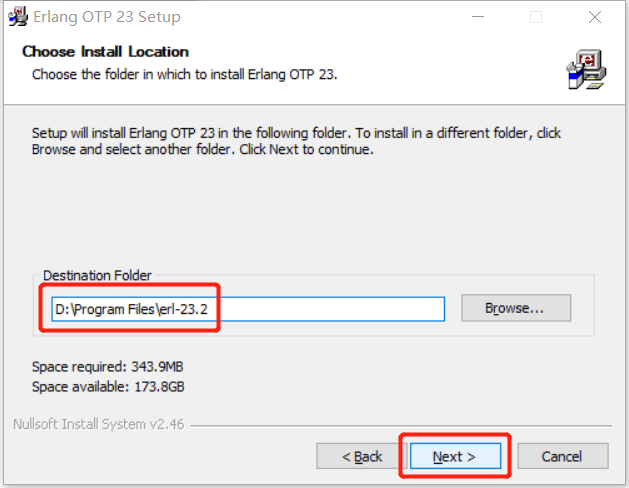 Erlang OTP 23 Setup
Choose Install Location
Choose the folder in which to install Erlang OTP 23.
Setup will install Erlang OTP 23 in the following folder. To install in a different folder, click
Browse and select another folder. Click Next to continue.
Destination Folder
D:\Program Files\erl-23.2
Browse...
Space required: 343.9MB
Space available: 173.8GB
Nullsoft Install System v2.46
< Back
Next >
Cancel